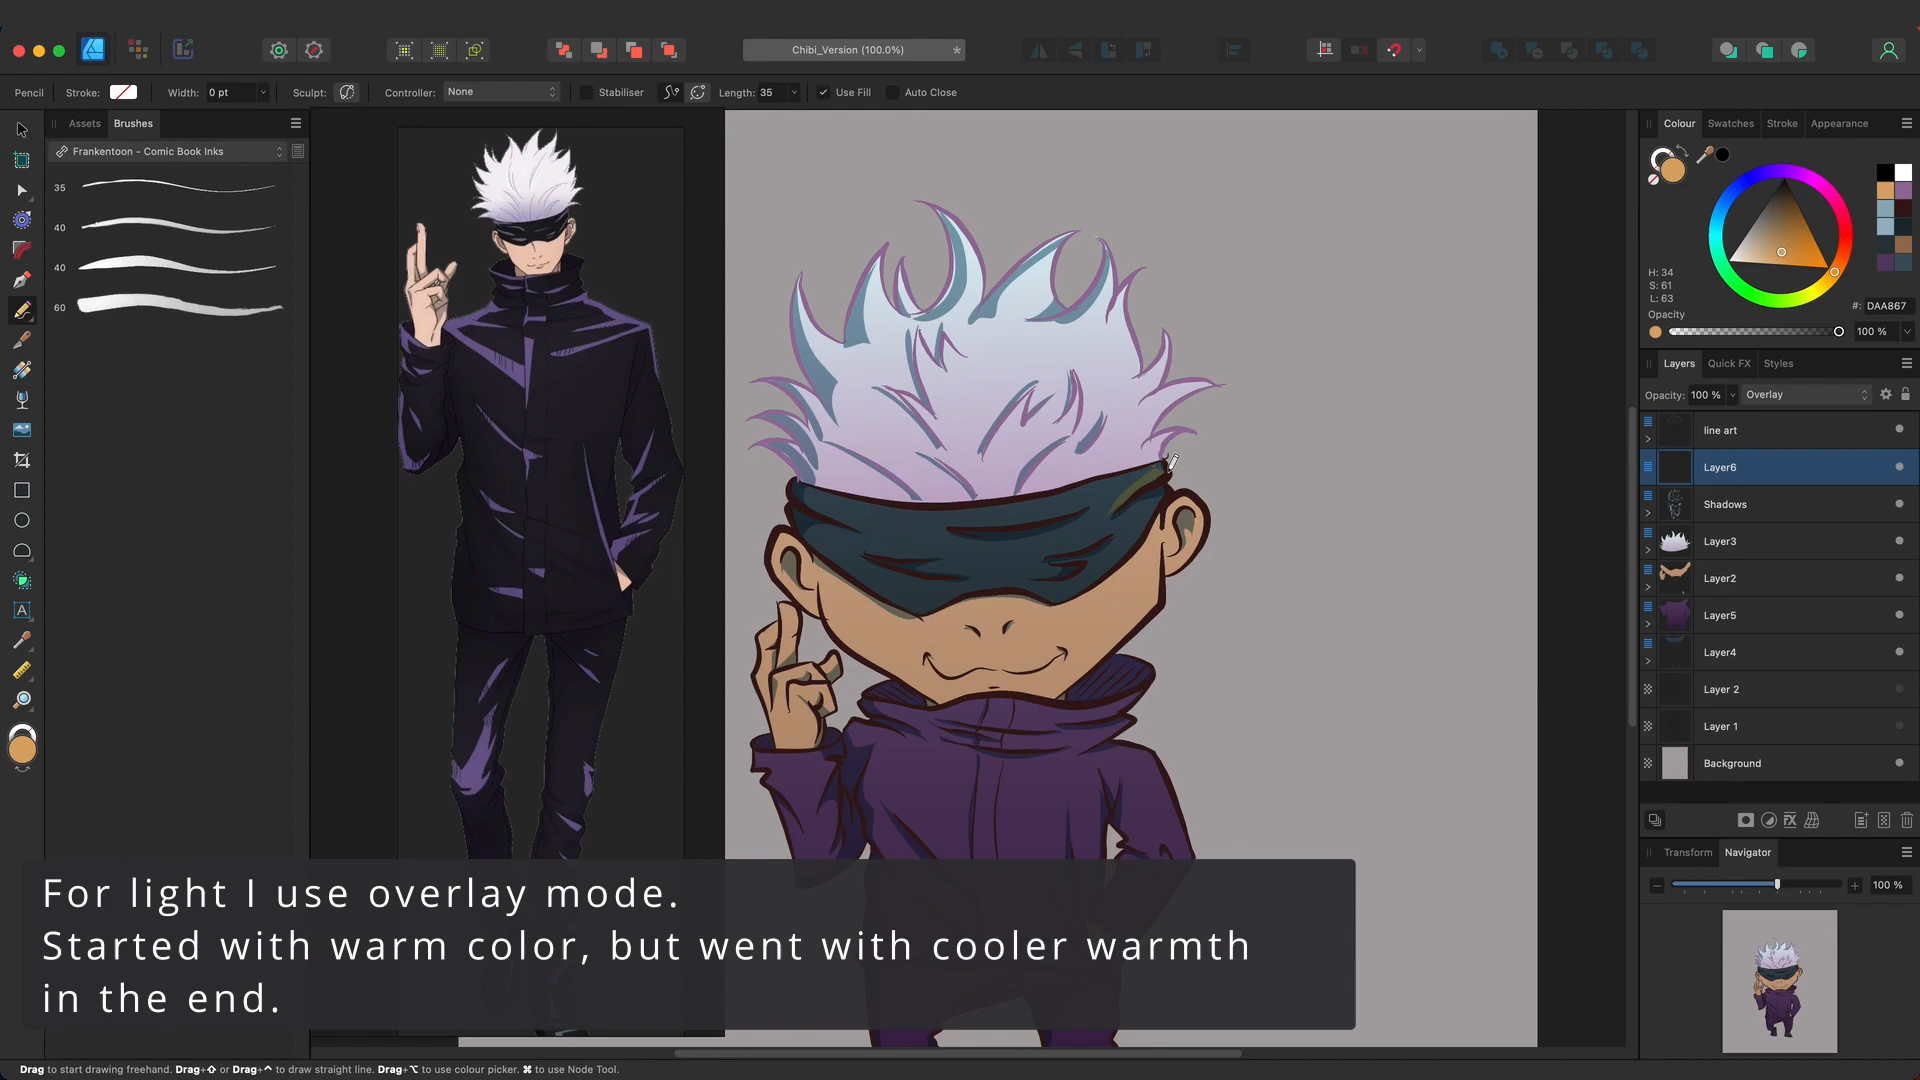 Chibi_Version (100.0%)
*
Pencil
Stroke:
Width: 0 pt
Sculpt:
Controller: None
Stabiliser
Length: 35
Use Fill
Auto Close
Assets
Brushes
Frankentoon - Comic Book Inks
35
40
40
60
Colour
Swatches
Stroke
Appearance
H: 34
S: 61
L: 63
#: DAA867
Opacity
100 %
Layers
Quick FX
Styles
Opacity: 100 %
Overlay
line art
Layer6
Shadows
Layer3
Layer2
Layer5
Layer4
Layer 2
Layer 1
Background
FX
Transform
Navigator
100 %
A
For light I use overlay mode.
Started with warm color, but went with cooler warmth
in the end.
Drag to start drawing freehand. Drag+⇧ or Drag+^ to draw straight line. Drag+⌥ to use colour picker. ⌘ to use Node Tool.